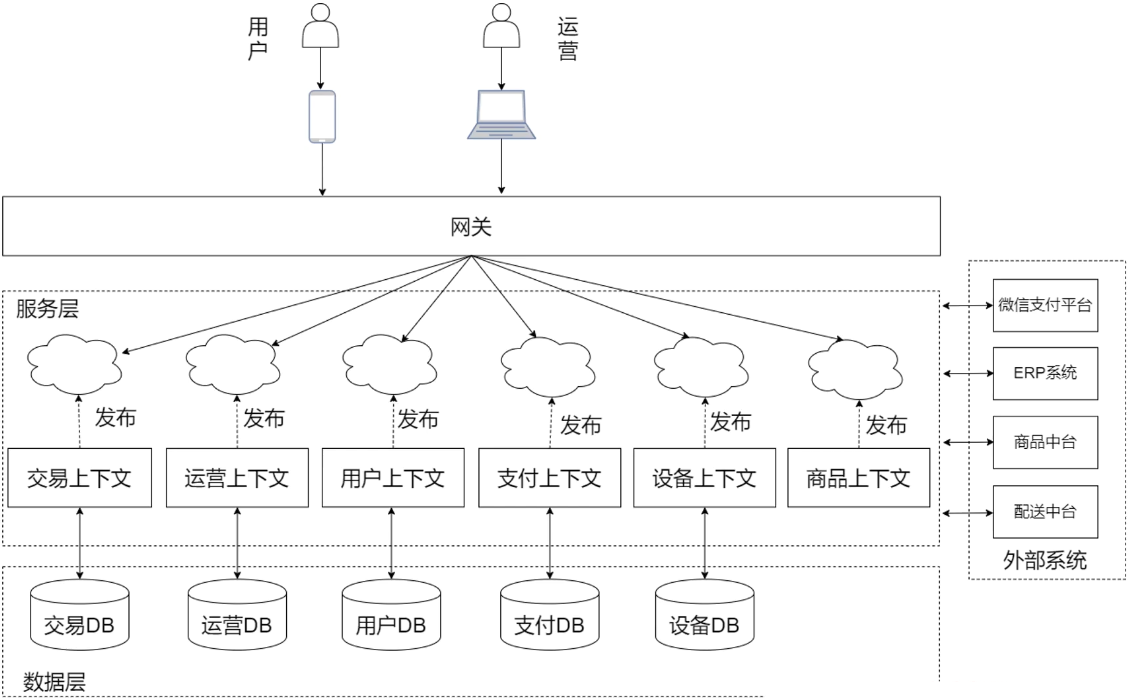 用户
运营
网关
服务层
发布
发布
发布
发布
发布
发布
交易上下文
运营上下文
用户上下文
支付上下文
设备上下文
商品上下文
微信支付平台
ERP系统
商品中台
配送中台
外部系统
交易DB
运营DB
用户DB
支付DB
设备DB
数据层